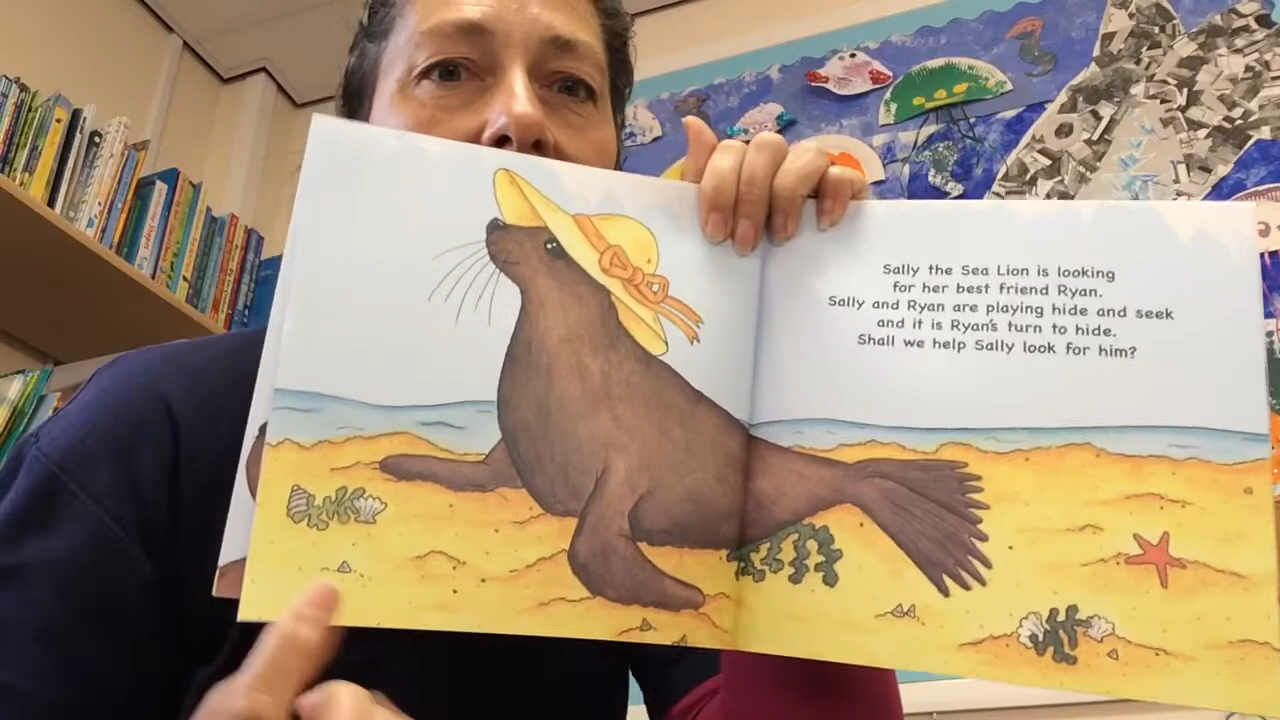 Sally the Sea Lion is looking
for her best friend Ryan.
Sally and Ryan are playing hide and seek
and it is Ryan's turn to hide.
Shall we help Sally look for him?